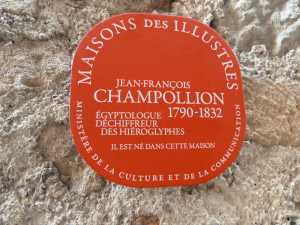 MAISONS DES ILLUSTRES
JEAN-FRANÇOIS
CHAMPOLLION
1790-1832
ÉGYPTOLOGUE
DÉCHIFFREUR
DES HIÉROGLYPHES
IL EST NÉ DANS CETTE MAISON
MINISTÈRE DE LA CULTURE ET DE LA COMMUNICATION